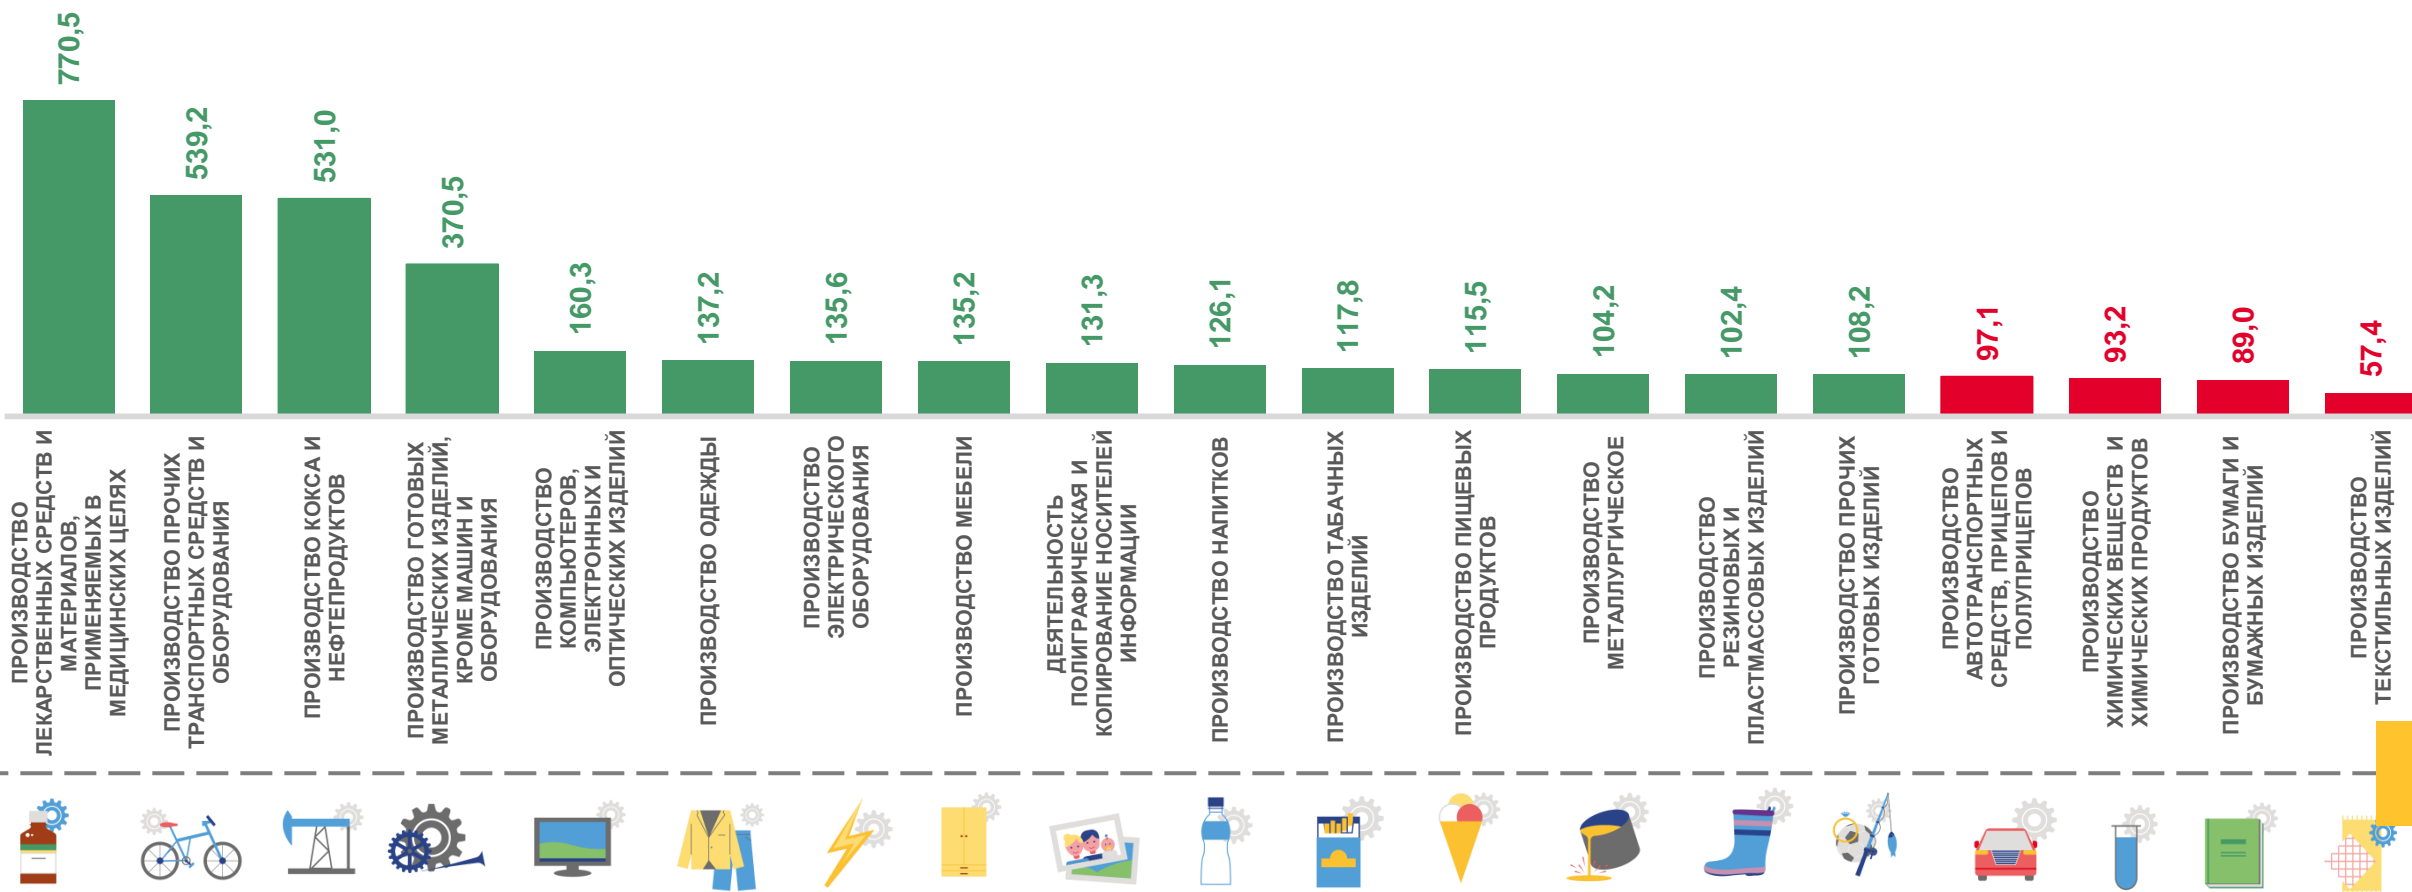 770,5
539,2
531,0
370,5
160,3
137,2
135,6
135,2
131,3
126,1
117,8
115,5
104,2
102,4
108,2
97,1
93,2
89,0
57,4
ПРОИЗВОДСТВО
ЛЕКАРСТВЕННЫХ СРЕДСТВ И
МАТЕРИАЛОВ,
ПРИМЕНЯЕМЫХ В
МЕДИЦИНСКИХ ЦЕЛЯХ
ПРОИЗВОДСТВО ПРОЧИХ
ТРАНСПОРТНЫХ СРЕДСТВ И
ОБОРУДОВАНИЯ
ПРОИЗВОДСТВО КОКСА И
НЕФТЕПРОДУКТОВ
ПРОИЗВОДСТВО ГОТОВЫХ
МЕТАЛЛИЧЕСКИХ ИЗДЕЛИЙ,
КРОМЕ МАШИН И
ОБОРУДОВАНИЯ
ПРОИЗВОДСТВО
КОМПЬЮТЕРОВ,
ЭЛЕКТРОННЫХ И
ОПТИЧЕСКИХ ИЗДЕЛИЙ
ПРОИЗВОДСТВО ОДЕЖДЫ
ПРОИЗВОДСТВО
ЭЛЕКТРИЧЕСКОГО
ОБОРУДОВАНИЯ
ПРОИЗВОДСТВО МЕБЕЛИ
ДЕЯТЕЛЬНОСТЬ
ПОЛИГРАФИЧЕСКАЯ И
КОПИРОВАНИЕ НОСИТЕЛЕЙ
ИНФОРМАЦИИ
ПРОИЗВОДСТВО НАПИТКОВ
ПРОИЗВОДСТВО ТАБАЧНЫХ
ИЗДЕЛИЙ
ПРОИЗВОДСТВО ПИЩЕВЫХ
ПРОДУКТОВ
ПРОИЗВОДСТВО
МЕТАЛЛУРГИЧЕСКОЕ
ПРОИЗВОДСТВО
РЕЗИНОВЫХ И
ПЛАСТМАССОВЫХ ИЗДЕЛИЙ
ПРОИЗВОДСТВО ПРОЧИХ
ГОТОВЫХ ИЗДЕЛИЙ
ПРОИЗВОДСТВО
АВТОТРАНСПОРТНЫХ
СРЕДСТВ, ПРИЦЕПОВ И
ПОЛУПРИЦЕПОВ
ПРОИЗВОДСТВО
ХИМИЧЕСКИХ ВЕЩЕСТВ И
ХИМИЧЕСКИХ ПРОДУКТОВ
ПРОИЗВОДСТВО БУМАГИ И
БУМАЖНЫХ ИЗДЕЛИЙ
ПРОИЗВОДСТВО
ТЕКСТИЛЬНЫХ ИЗДЕЛИЙ